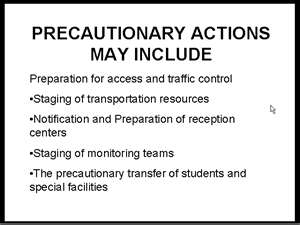 PRECAUTIONARY ACTIONS
MAY INCLUDE
Preparation for access and traffic control
•Staging of transportation resources
•Notification and Preparation of reception
centers
•Staging of monitoring teams
•The precautionary transfer of students and
special facilities